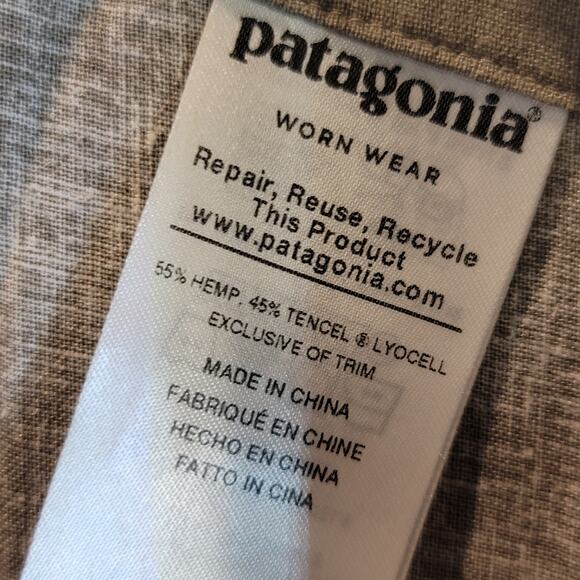 patagonia®
WORN WEAR
Repair, Reuse, Recycle
This Product
www.patagonia.com
55% HEMP, 45% TENCEL ® LYOCELL
EXCLUSIVE OF TRIM
MADE IN CHINA
FABRIQUÉ EN CHINE
HECHO EN CHINA
FATTO IN CINA